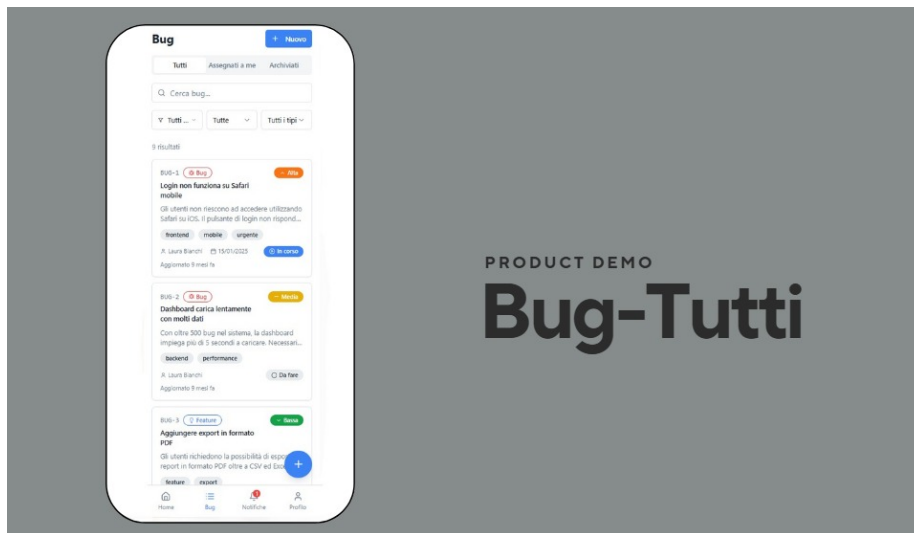 Bug
+ Nuovo
Tutti Assegnati a me Archiviati
Cerca bug...
Tutti ... Tutte Tutti i tipi
9 risultati
BUG-1 Bug Alta
Login non funziona su Safari
mobile
Gli utenti non riescono ad accedere utilizzando
Safari su iOS. Il pulsante di login non rispond...
frontend mobile urgente
Laura Bianchi 15/01/2025 In corso
Aggiornato 9 mesi fa
BUG-2 Bug Media
Dashboard carica lentamente
con molti dati
Con oltre 500 bug nel sistema, la dashboard
impiega più di 5 secondi a caricare. Necessari...
backend performance
Laura Bianchi Da fare
Aggiornato 9 mesi fa
BUG-3 Feature Bassa
Aggiungere export in formato
PDF
Gli utenti richiedono la possibilità di
report in formato PDF oltre a CSV ed
feature export
+
Home Bug Notifiche Profilo
PRODUCT DEMO
Bug-Tutti